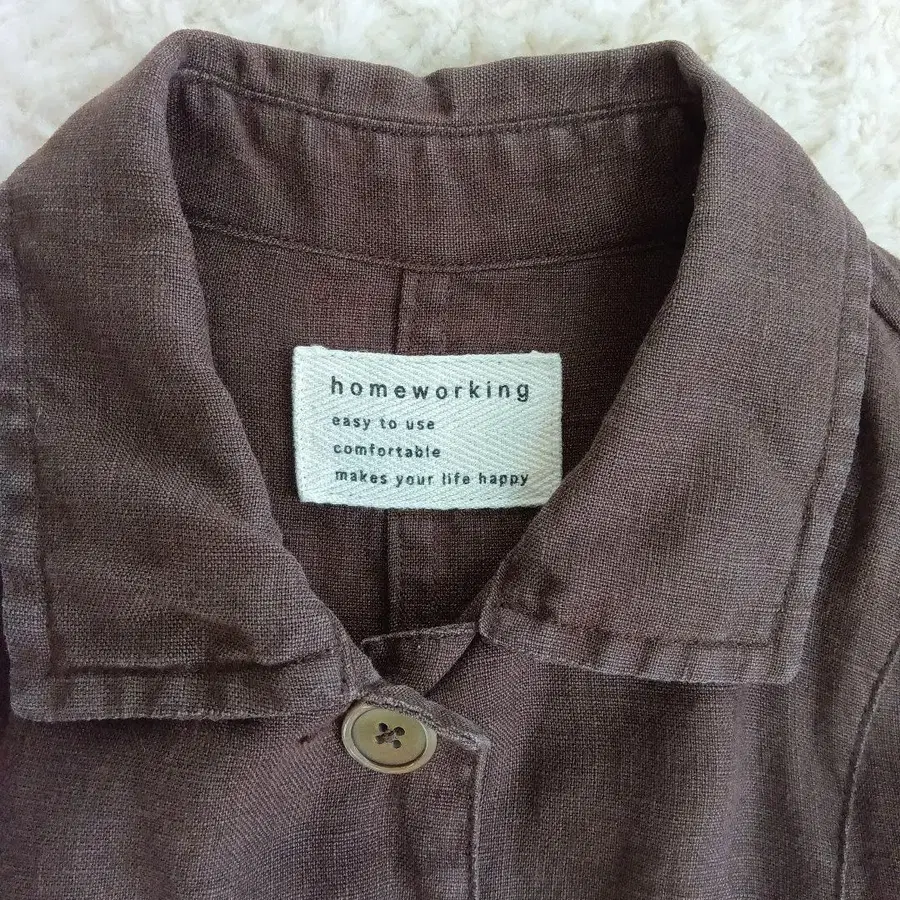 homeworking
easy to use
comfortable
makes your life happy